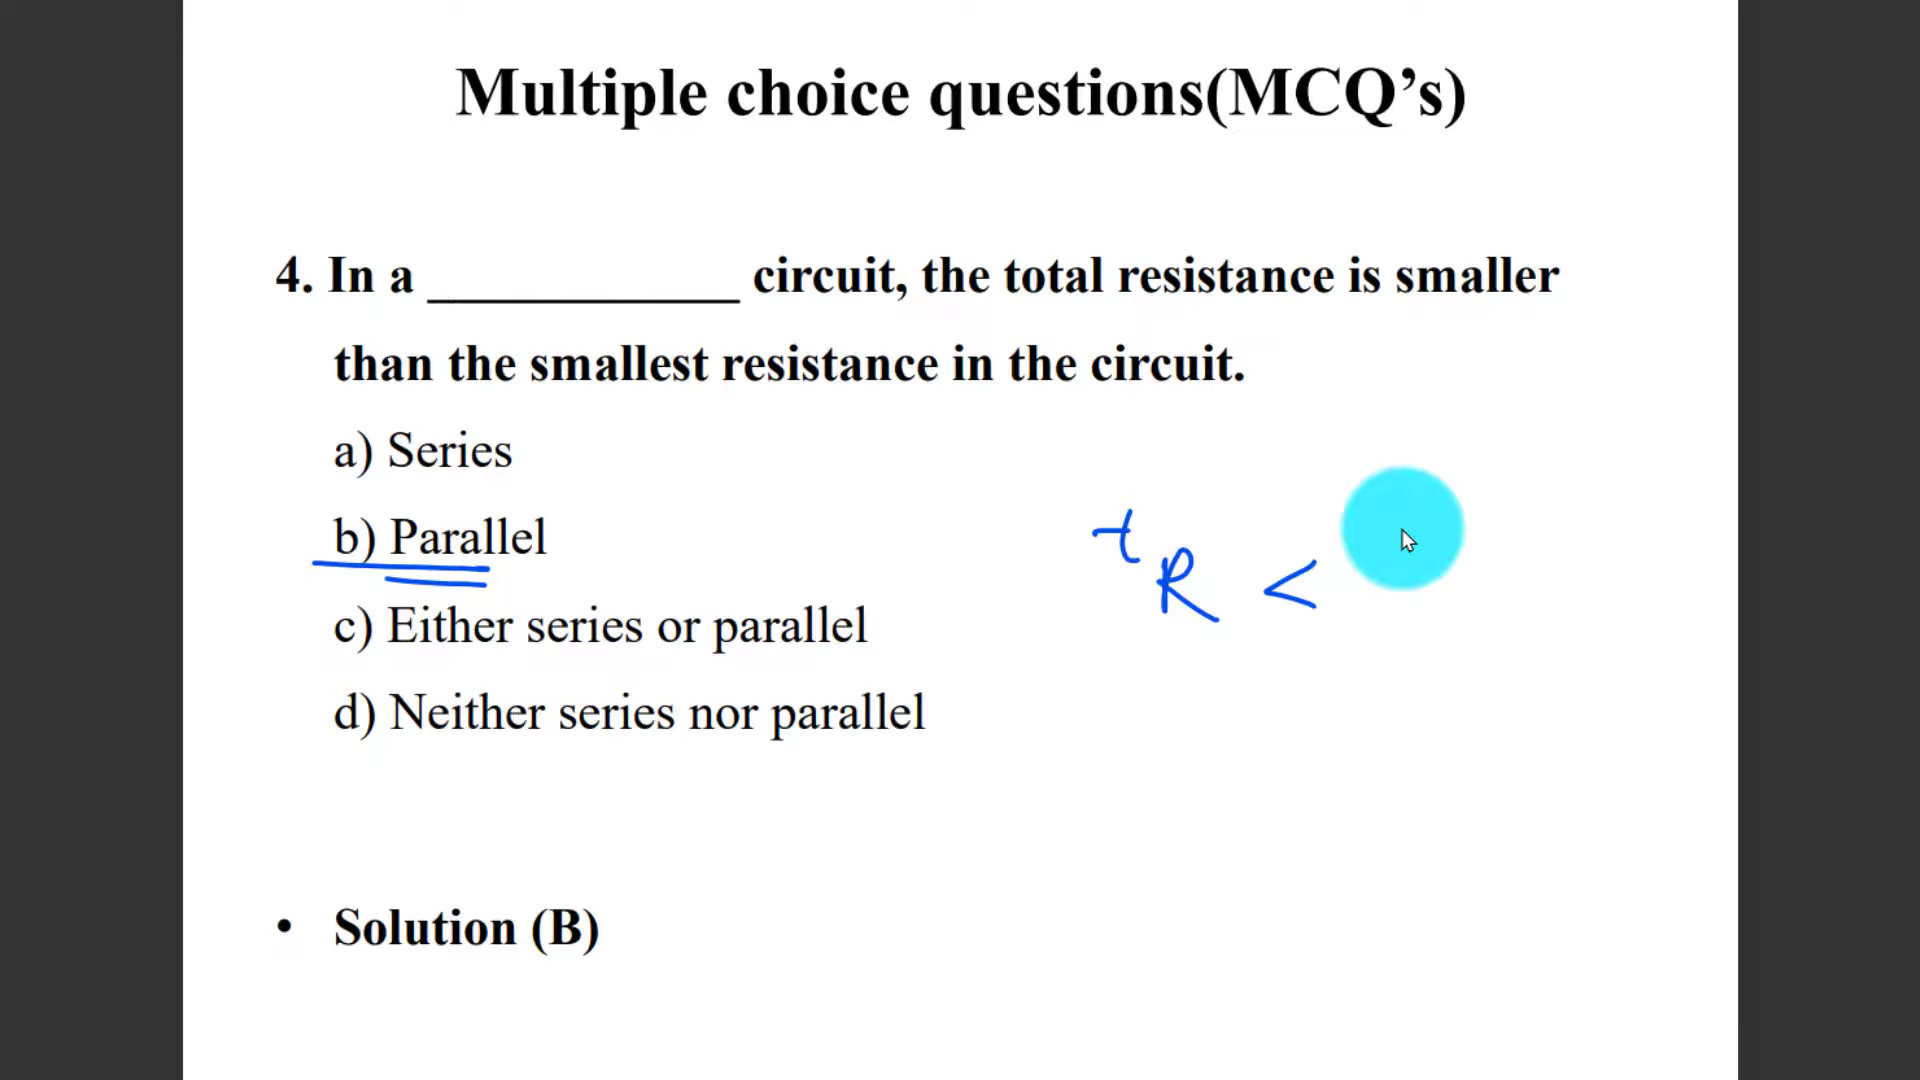 Multiple choice questions(MCQ’s)
4. In a ____________ circuit, the total resistance is smaller
than the smallest resistance in the circuit.
a) Series
b) Parallel
c) Either series or parallel
d) Neither series nor parallel
t R <
• Solution (B)